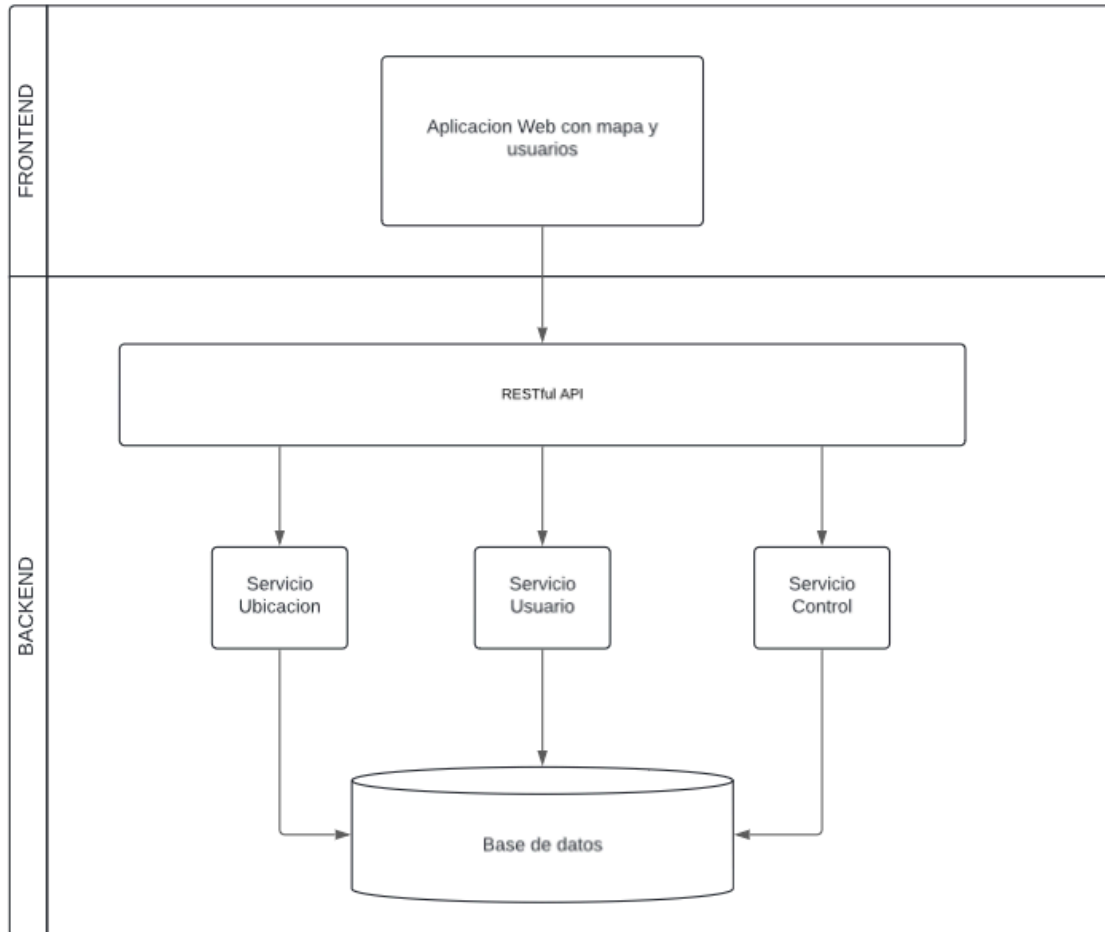 FRONTEND
Aplicacion Web con mapa y
usuarios
BACKEND
RESTful API
Servicio
Ubicacion
Servicio
Usuario
Servicio
Control
Base de datos